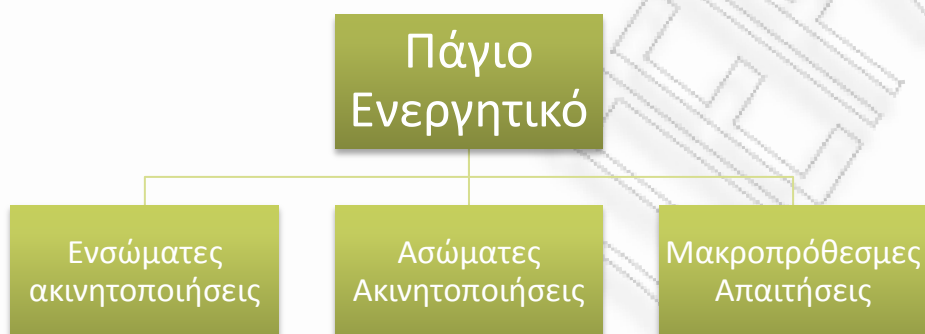 Πάγιο
Ενεργητικό
Ενσώματες
ακινητοποιήσεις
Ασώματες
Ακινητοποιήσεις
Μακροπρόθεσμες
Απαιτήσεις